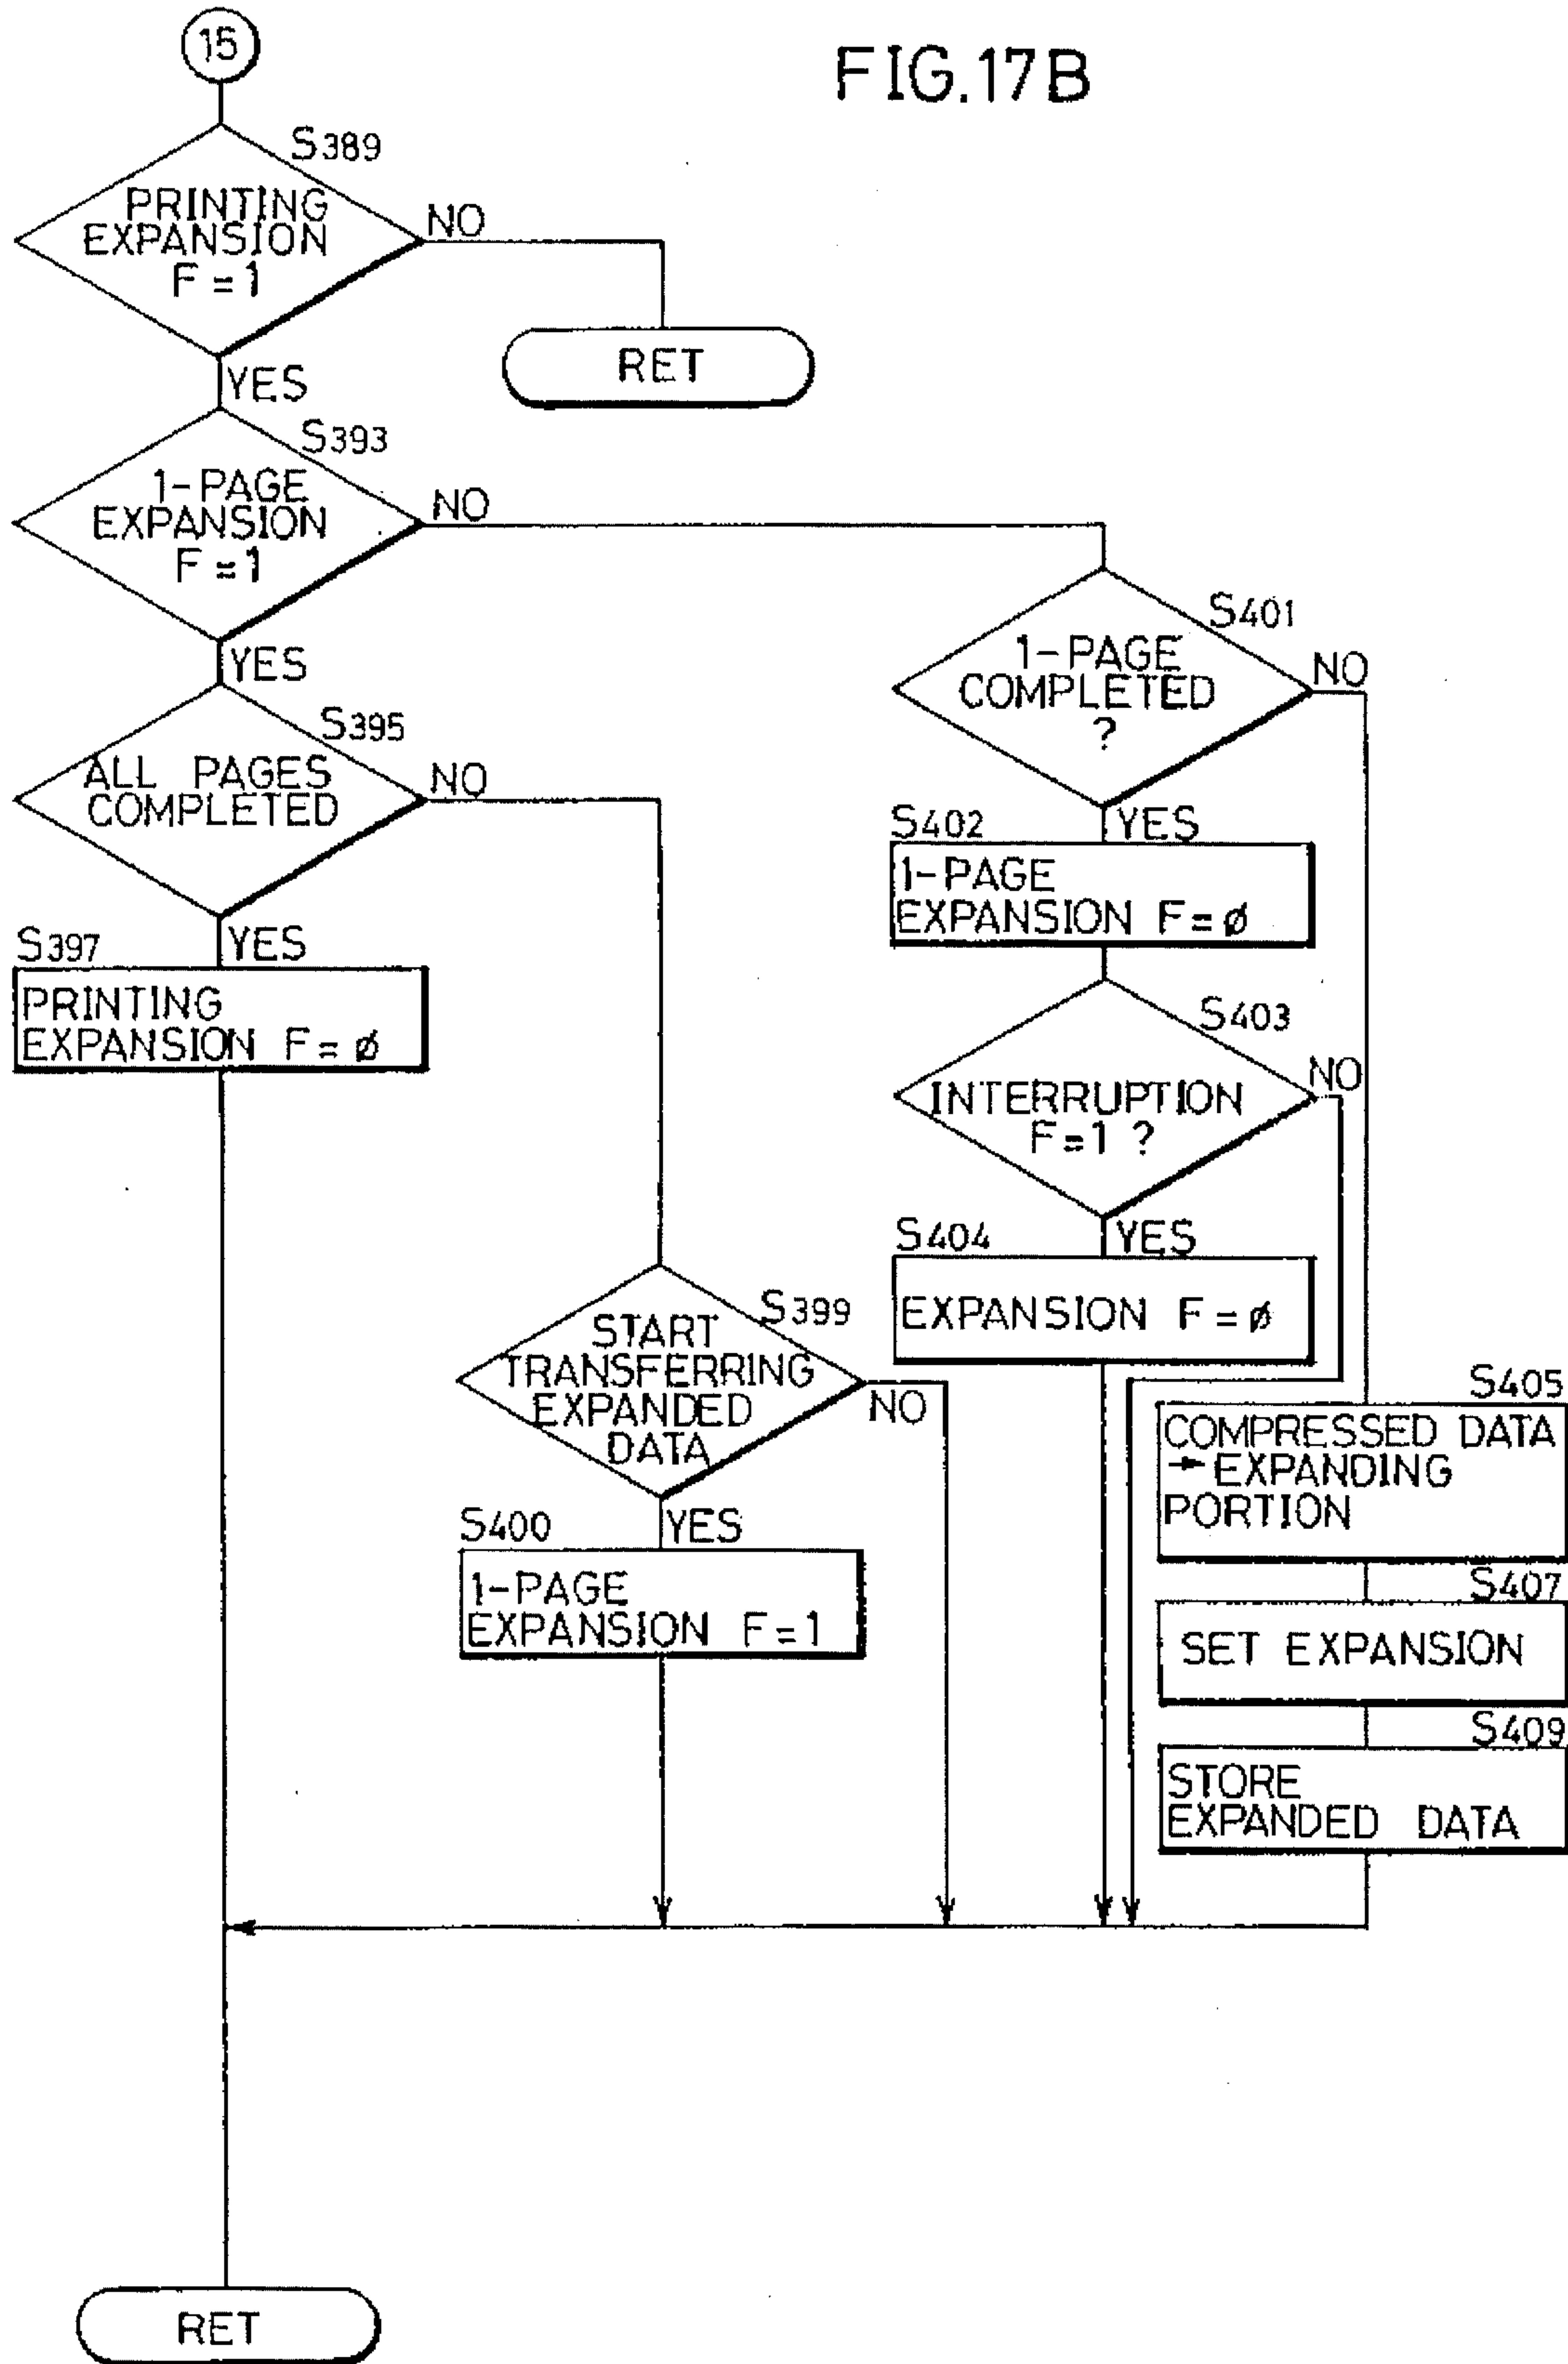 15
FIG.17B
S389
PRINTING
EXPANSION
F=1
NO
RET
YES
S393
1-PAGE
EXPANSION
F=1
NO
YES
S395
ALL PAGES
COMPLETED
NO
YES
S397
PRINTING
EXPANSION F=ø
S399
START
TRANSFERRING
EXPANDED
DATA
NO
YES
S400
1-PAGE
EXPANSION F=1
S401
1-PAGE
COMPLETED
?
NO
YES
S402
1-PAGE
EXPANSION F=ø
S403
INTERRUPTION
F=1 ?
NO
YES
S404
EXPANSION F=ø
S405
COMPRESSED DATA
→EXPANDING
PORTION
S407
SET EXPANSION
S409
STORE
EXPANDED DATA
RET